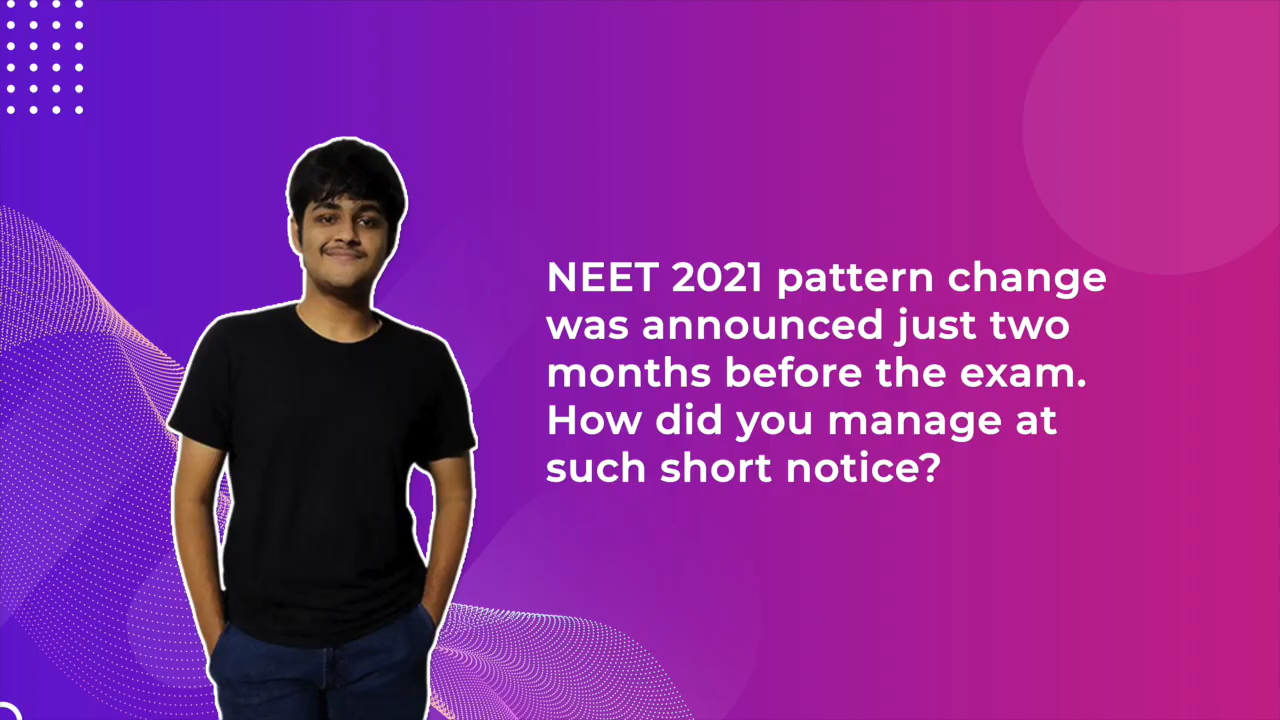 NEET 2021 pattern change
was announced just two
months before the exam.
How did you manage at
such short notice?